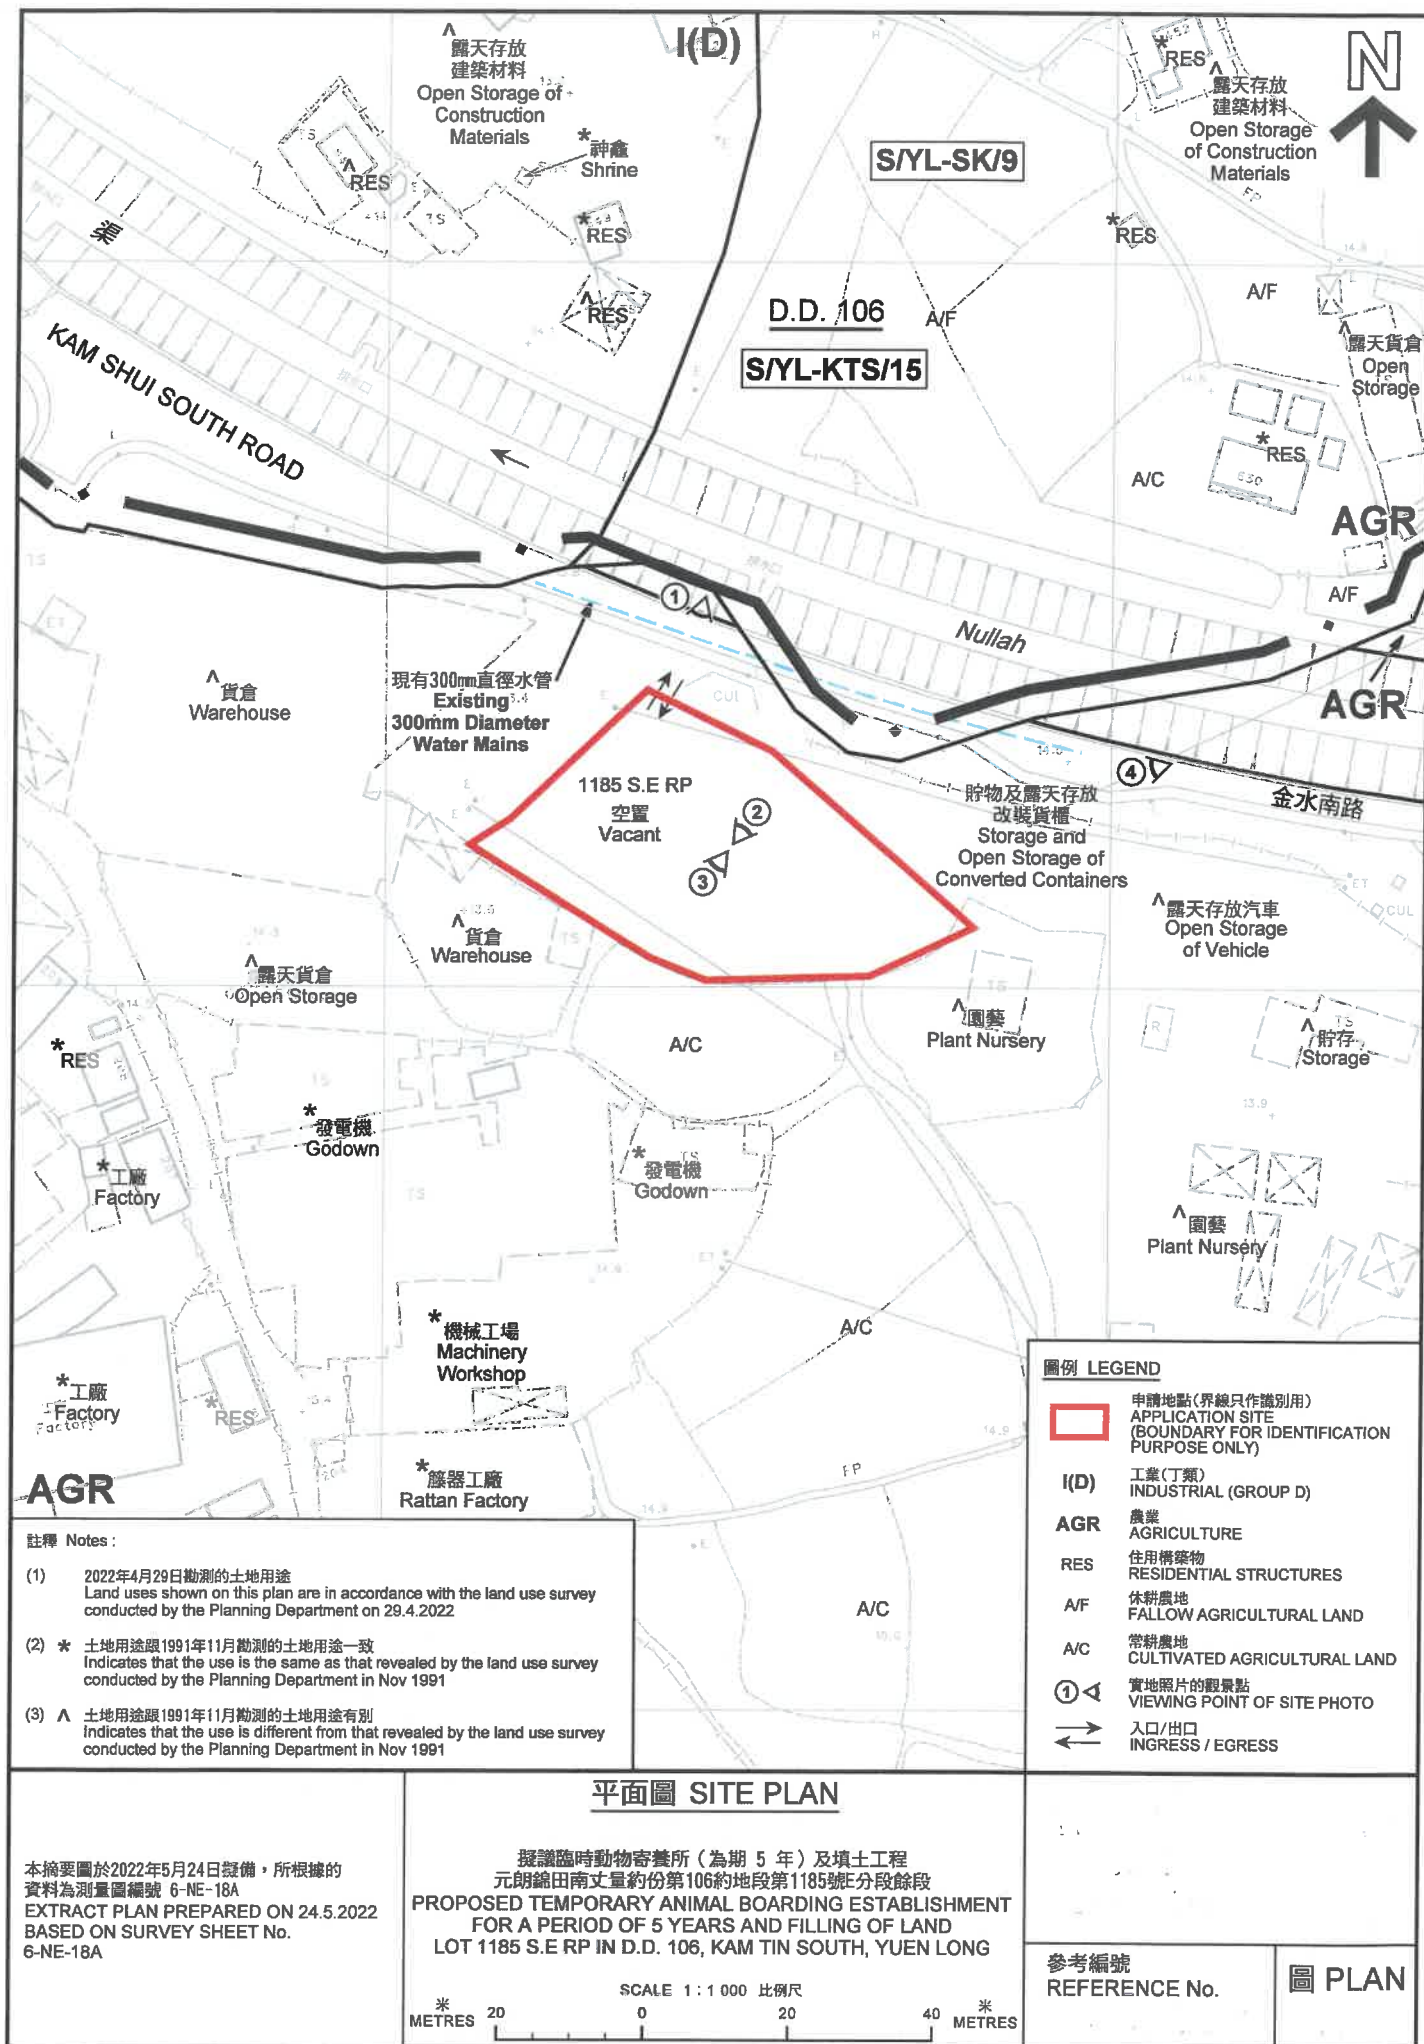 I(D)
N
^
露天存放
建築材料
Open Storage of
Construction
Materials
*
神龕
Shrine
^
RES
*
RES
^
RES
渠
KAM SHUI SOUTH ROAD
S/YL-SK/9
D.D. 106
S/YL-KTS/15
*
RES
^
露天存放
建築材料
Open Storage
of Construction
Materials
FP
*
RES
A/F
A/F
^
露天貨倉
Open
Storage
*
RES
630
A/C
AGR
A/F
AGR
Nullah
①
現有300mm直徑水管
Existing
300mm Diameter
Water Mains
^
貨倉
Warehouse
CUL
1185 S.E RP
空置
Vacant
②
③
④
金水南路
貯物及露天存放
改裝貨櫃
Storage and
Open Storage of
Converted Containers
^
露天存放汽車
Open Storage
of Vehicle
ET
CUL
^
貨倉
Warehouse
TS
^
露天貨倉
Open Storage
*
RES
A/C
TS
^
園藝
Plant Nursery
R
TS
^
貯存
Storage
13.9
*
發電機
Godown
*
發電機
Godown
TS
*
工廠
Factory
TS
^
園藝
Plant Nursery
ET
*
機械工場
Machinery
Workshop
A/C
*
工廠
Factory
Factory
*
RES
AGR
*
籐器工廠
Rattan Factory
FP
14.9
A/C
圖例 LEGEND
申請地點(界線只作識別用)
APPLICATION SITE
(BOUNDARY FOR IDENTIFICATION
PURPOSE ONLY)
I(D)
工業(丁類)
INDUSTRIAL (GROUP D)
AGR
農業
AGRICULTURE
RES
住用構築物
RESIDENTIAL STRUCTURES
A/F
休耕農地
FALLOW AGRICULTURAL LAND
A/C
常耕農地
CULTIVATED AGRICULTURAL LAND
①
實地照片的觀景點
VIEWING POINT OF SITE PHOTO
入口/出口
INGRESS / EGRESS
註釋 Notes :
(1) 2022年4月29日勘測的土地用途
Land uses shown on this plan are in accordance with the land use survey
conducted by the Planning Department on 29.4.2022
(2) * 土地用途跟1991年11月勘測的土地用途一致
Indicates that the use is the same as that revealed by the land use survey
conducted by the Planning Department in Nov 1991
(3) ^ 土地用途跟1991年11月勘測的土地用途有別
Indicates that the use is different from that revealed by the land use survey
conducted by the Planning Department in Nov 1991
本摘要圖於2022年5月24日擬備，所根據的
資料為測量圖編號 6-NE-18A
EXTRACT PLAN PREPARED ON 24.5.2022
BASED ON SURVEY SHEET No.
6-NE-18A
平面圖 SITE PLAN
擬議臨時動物寄養所（為期 5 年）及填土工程
元朗錦田南丈量約份第106約地段第1185號E分段餘段
PROPOSED TEMPORARY ANIMAL BOARDING ESTABLISHMENT
FOR A PERIOD OF 5 YEARS AND FILLING OF LAND
LOT 1185 S.E RP IN D.D. 106, KAM TIN SOUTH, YUEN LONG
SCALE 1 : 1 000 比例尺
米
METRES
20 0 20 40
米
METRES
參考編號
REFERENCE No.
圖 PLAN